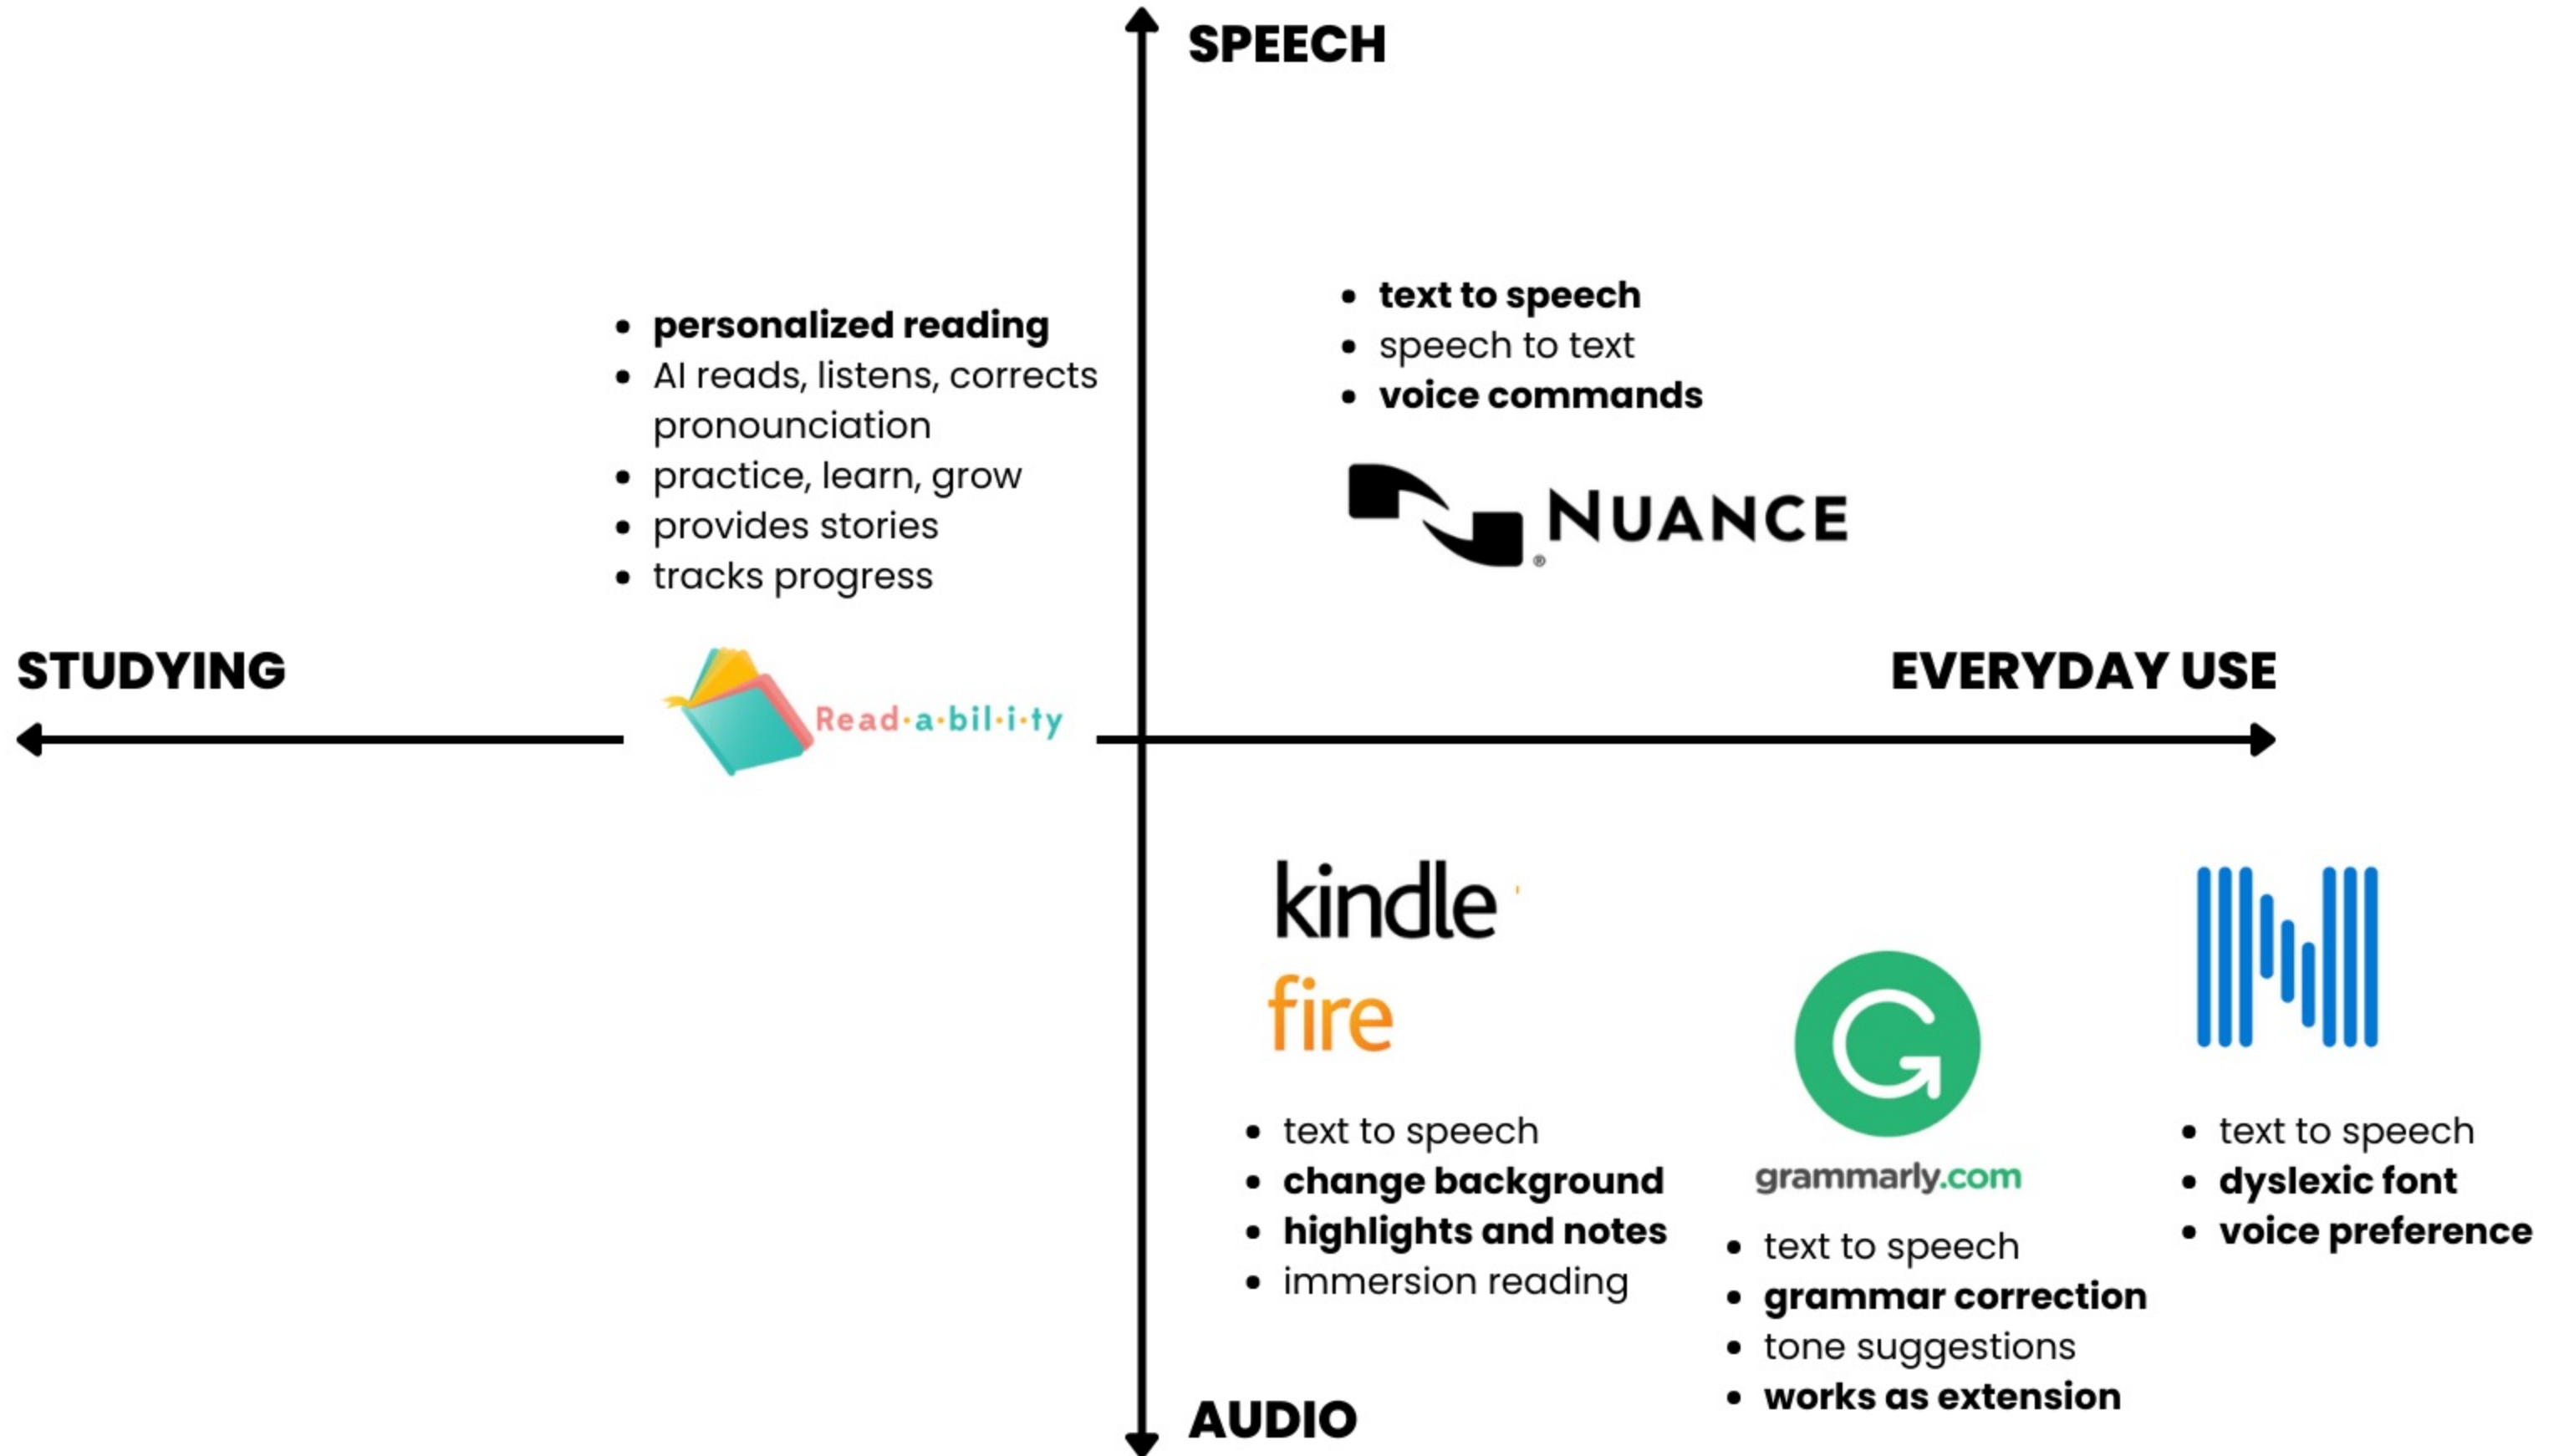 SPEECH
• personalized reading
• AI reads, listens, corrects
pronounciation
• practice, learn, grow
• provides stories
• tracks progress
• text to speech
• speech to text
• voice commands
NUANCE
®
STUDYING
EVERYDAY USE
Read·a·bil·i·ty
kindle
fire
• text to speech
• change background
• highlights and notes
• immersion reading
G
grammarly.com
• text to speech
• grammar correction
• tone suggestions
• works as extension
N
• text to speech
• dyslexic font
• voice preference
AUDIO